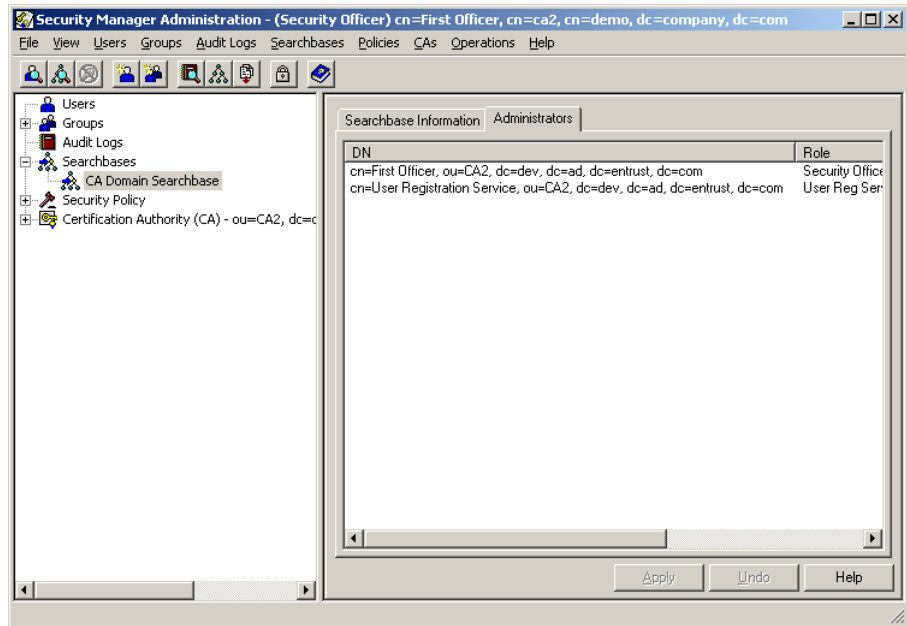 Security Manager Administration - (Security Officer) cn=First Officer, cn=ca2, cn=demo, dc=company, dc=com
File View Users Groups Audit Logs Searchbases Policies CAs Operations Help
Users
Groups
Audit Logs
Searchbases
CA Domain Searchbase
Security Policy
Certification Authority (CA) - ou=CA2, dc=
Searchbase Information Administrators
DN Role
cn=First Officer, ou=CA2, dc=dev, dc=ad, dc=entrust, dc=com Security Office
cn=User Registration Service, ou=CA2, dc=dev, dc=ad, dc=entrust, dc=com User Reg Ser
Apply Undo Help